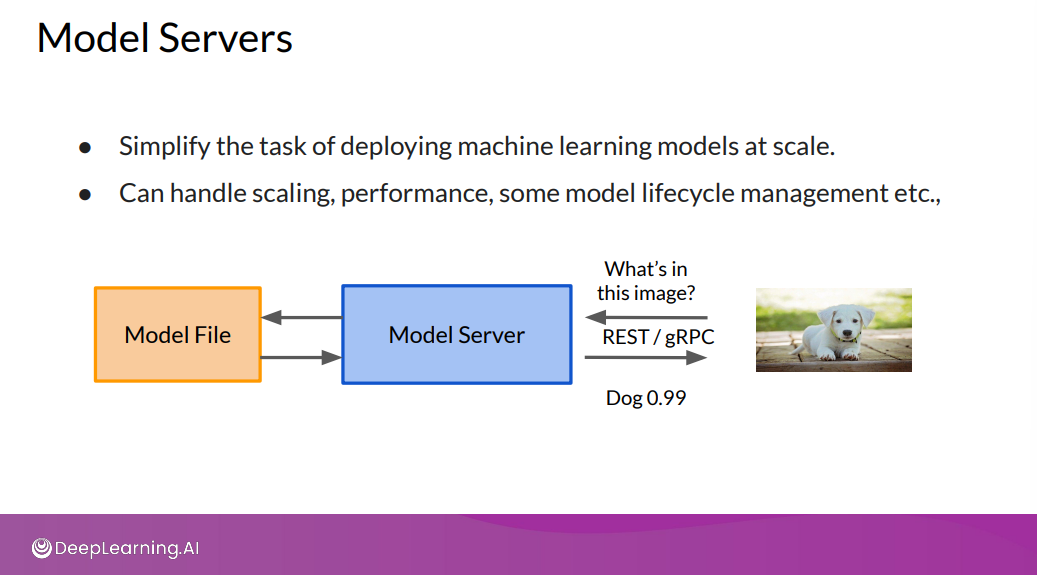 Model Servers
● Simplify the task of deploying machine learning models at scale.
● Can handle scaling, performance, some model lifecycle management etc.,
What's in
this image?
Model File
Model Server
REST / gRPC
Dog 0.99
DeepLearning.AI